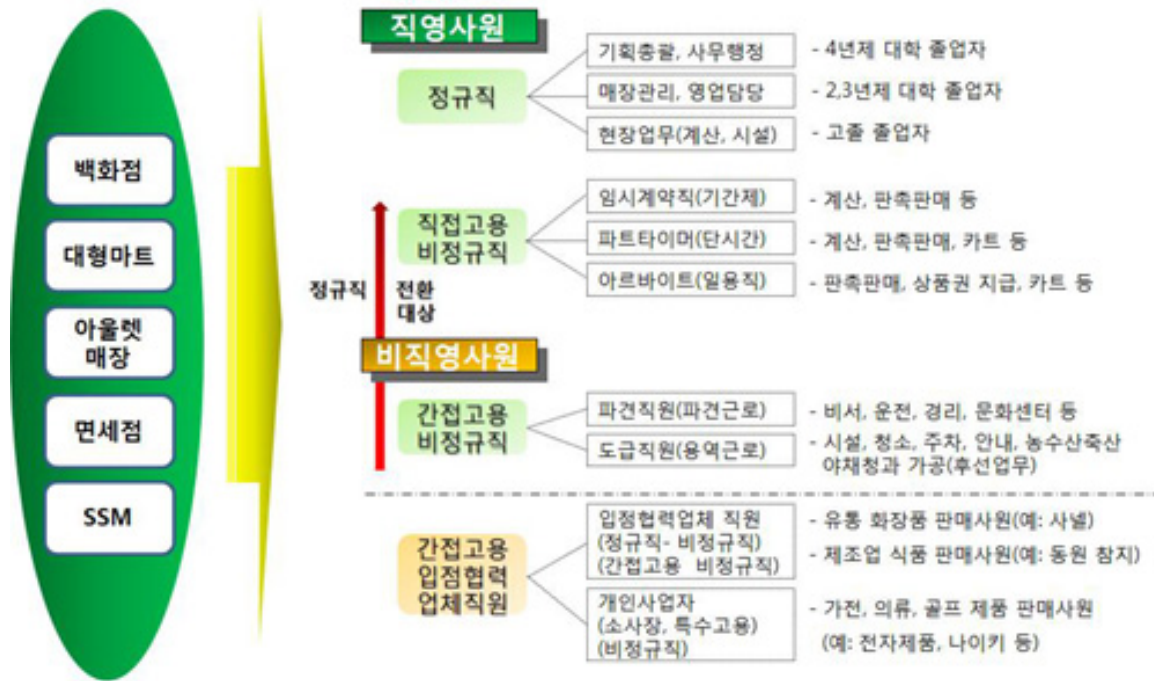 백화점
대형마트
아울렛
매장
면세점
SSM
직영사원
정규직
기획총괄, 사무행정
- 4년제 대학 졸업자
매장관리, 영업담당
- 2,3년제 대학 졸업자
현장업무(계산, 시설)
- 고졸 졸업자
직접고용
비정규직
임시계약직(기간제)
- 계산, 판촉판매 등
파트타이머(단시간)
- 계산, 판촉판매, 카트 등
아르바이트(일용직)
- 판촉판매, 상품권 지급, 카트 등
정규직 전환
대상
비직영사원
간접고용
비정규직
파견직원(파견근로)
- 비서, 운전, 경리, 문화센터 등
도급직원(용역근로)
- 시설, 청소, 주차, 안내, 농수산축산
야채청과 가공(후선업무)
간접고용
입점협력
업체직원
입점협력업체 직원
(정규직- 비정규직)
(간접고용 비정규직)
- 유통 화장품 판매사원(예: 샤넬)
- 제조업 식품 판매사원(예: 동원 참치)
개인사업자
(소사장, 특수고용)
(비정규직)
- 가전, 의류, 골프 제품 판매사원
(예: 전자제품, 나이키 등)